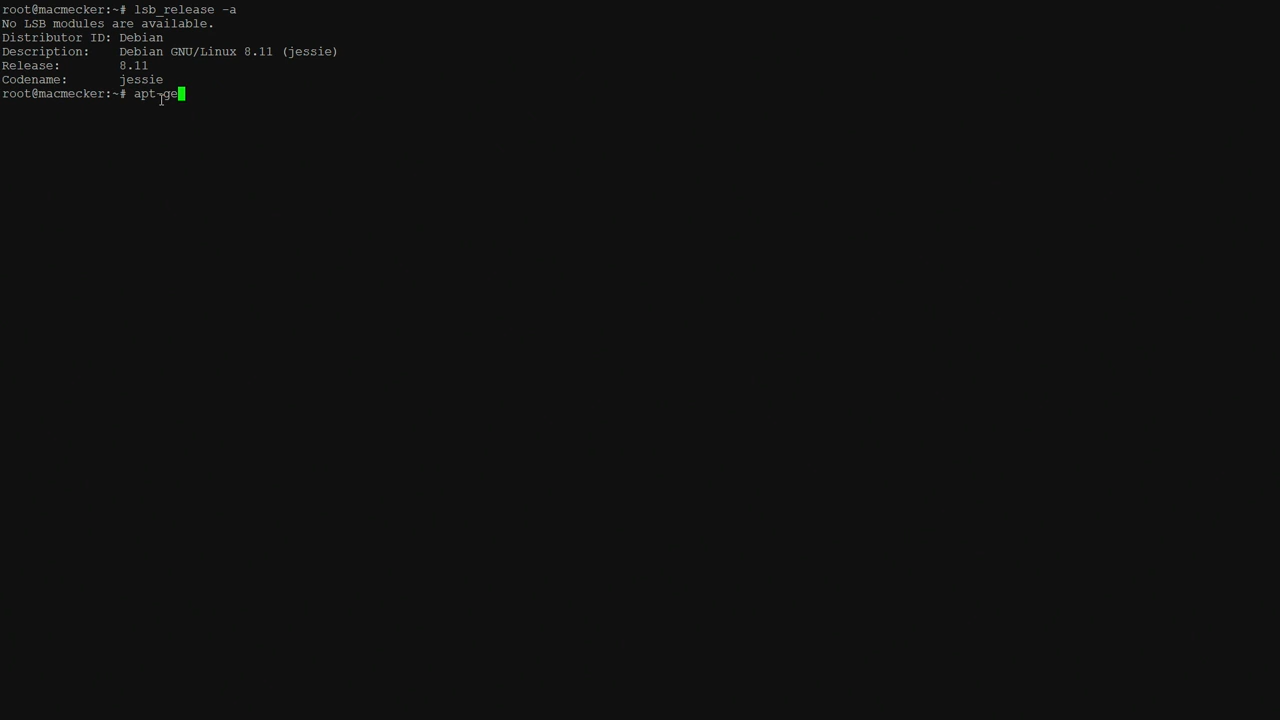 root@macmecker:~# lsb_release -a
No LSB modules are available.
Distributor ID: Debian
Description:    Debian GNU/Linux 8.11 (jessie)
Release:        8.11
Codename:       jessie
root@macmecker:~# apt-ge